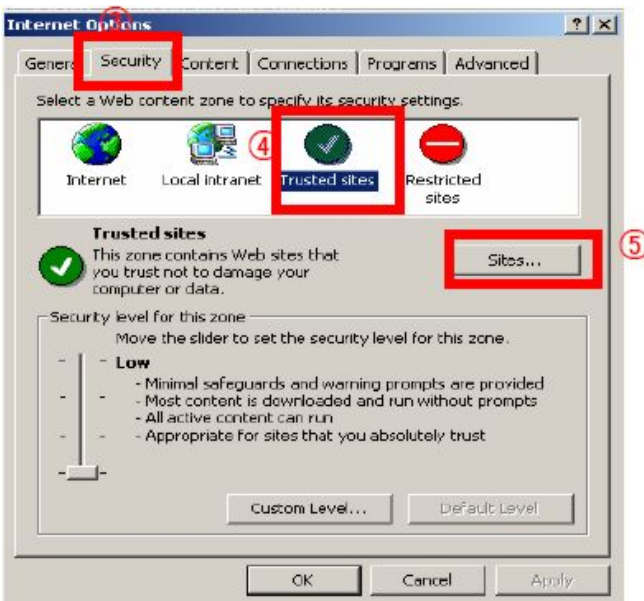 Internet Options
③
General Security Content Connections Programs Advanced
Select a Web content zone to specify its security settings.
④
Internet Local intranet Trusted sites Restricted sites
Trusted sites
This zone contains Web sites that
you trust not to damage your
computer or data.
Sites...
⑤
Security level for this zone
Move the slider to set the security level for this zone.
Low
- Minimal safeguards and warning prompts are provided
- Most content is downloaded and run without prompts
- All active content can run
- Appropriate for sites that you absolutely trust
Custom Level... Default Level
OK Cancel Apply